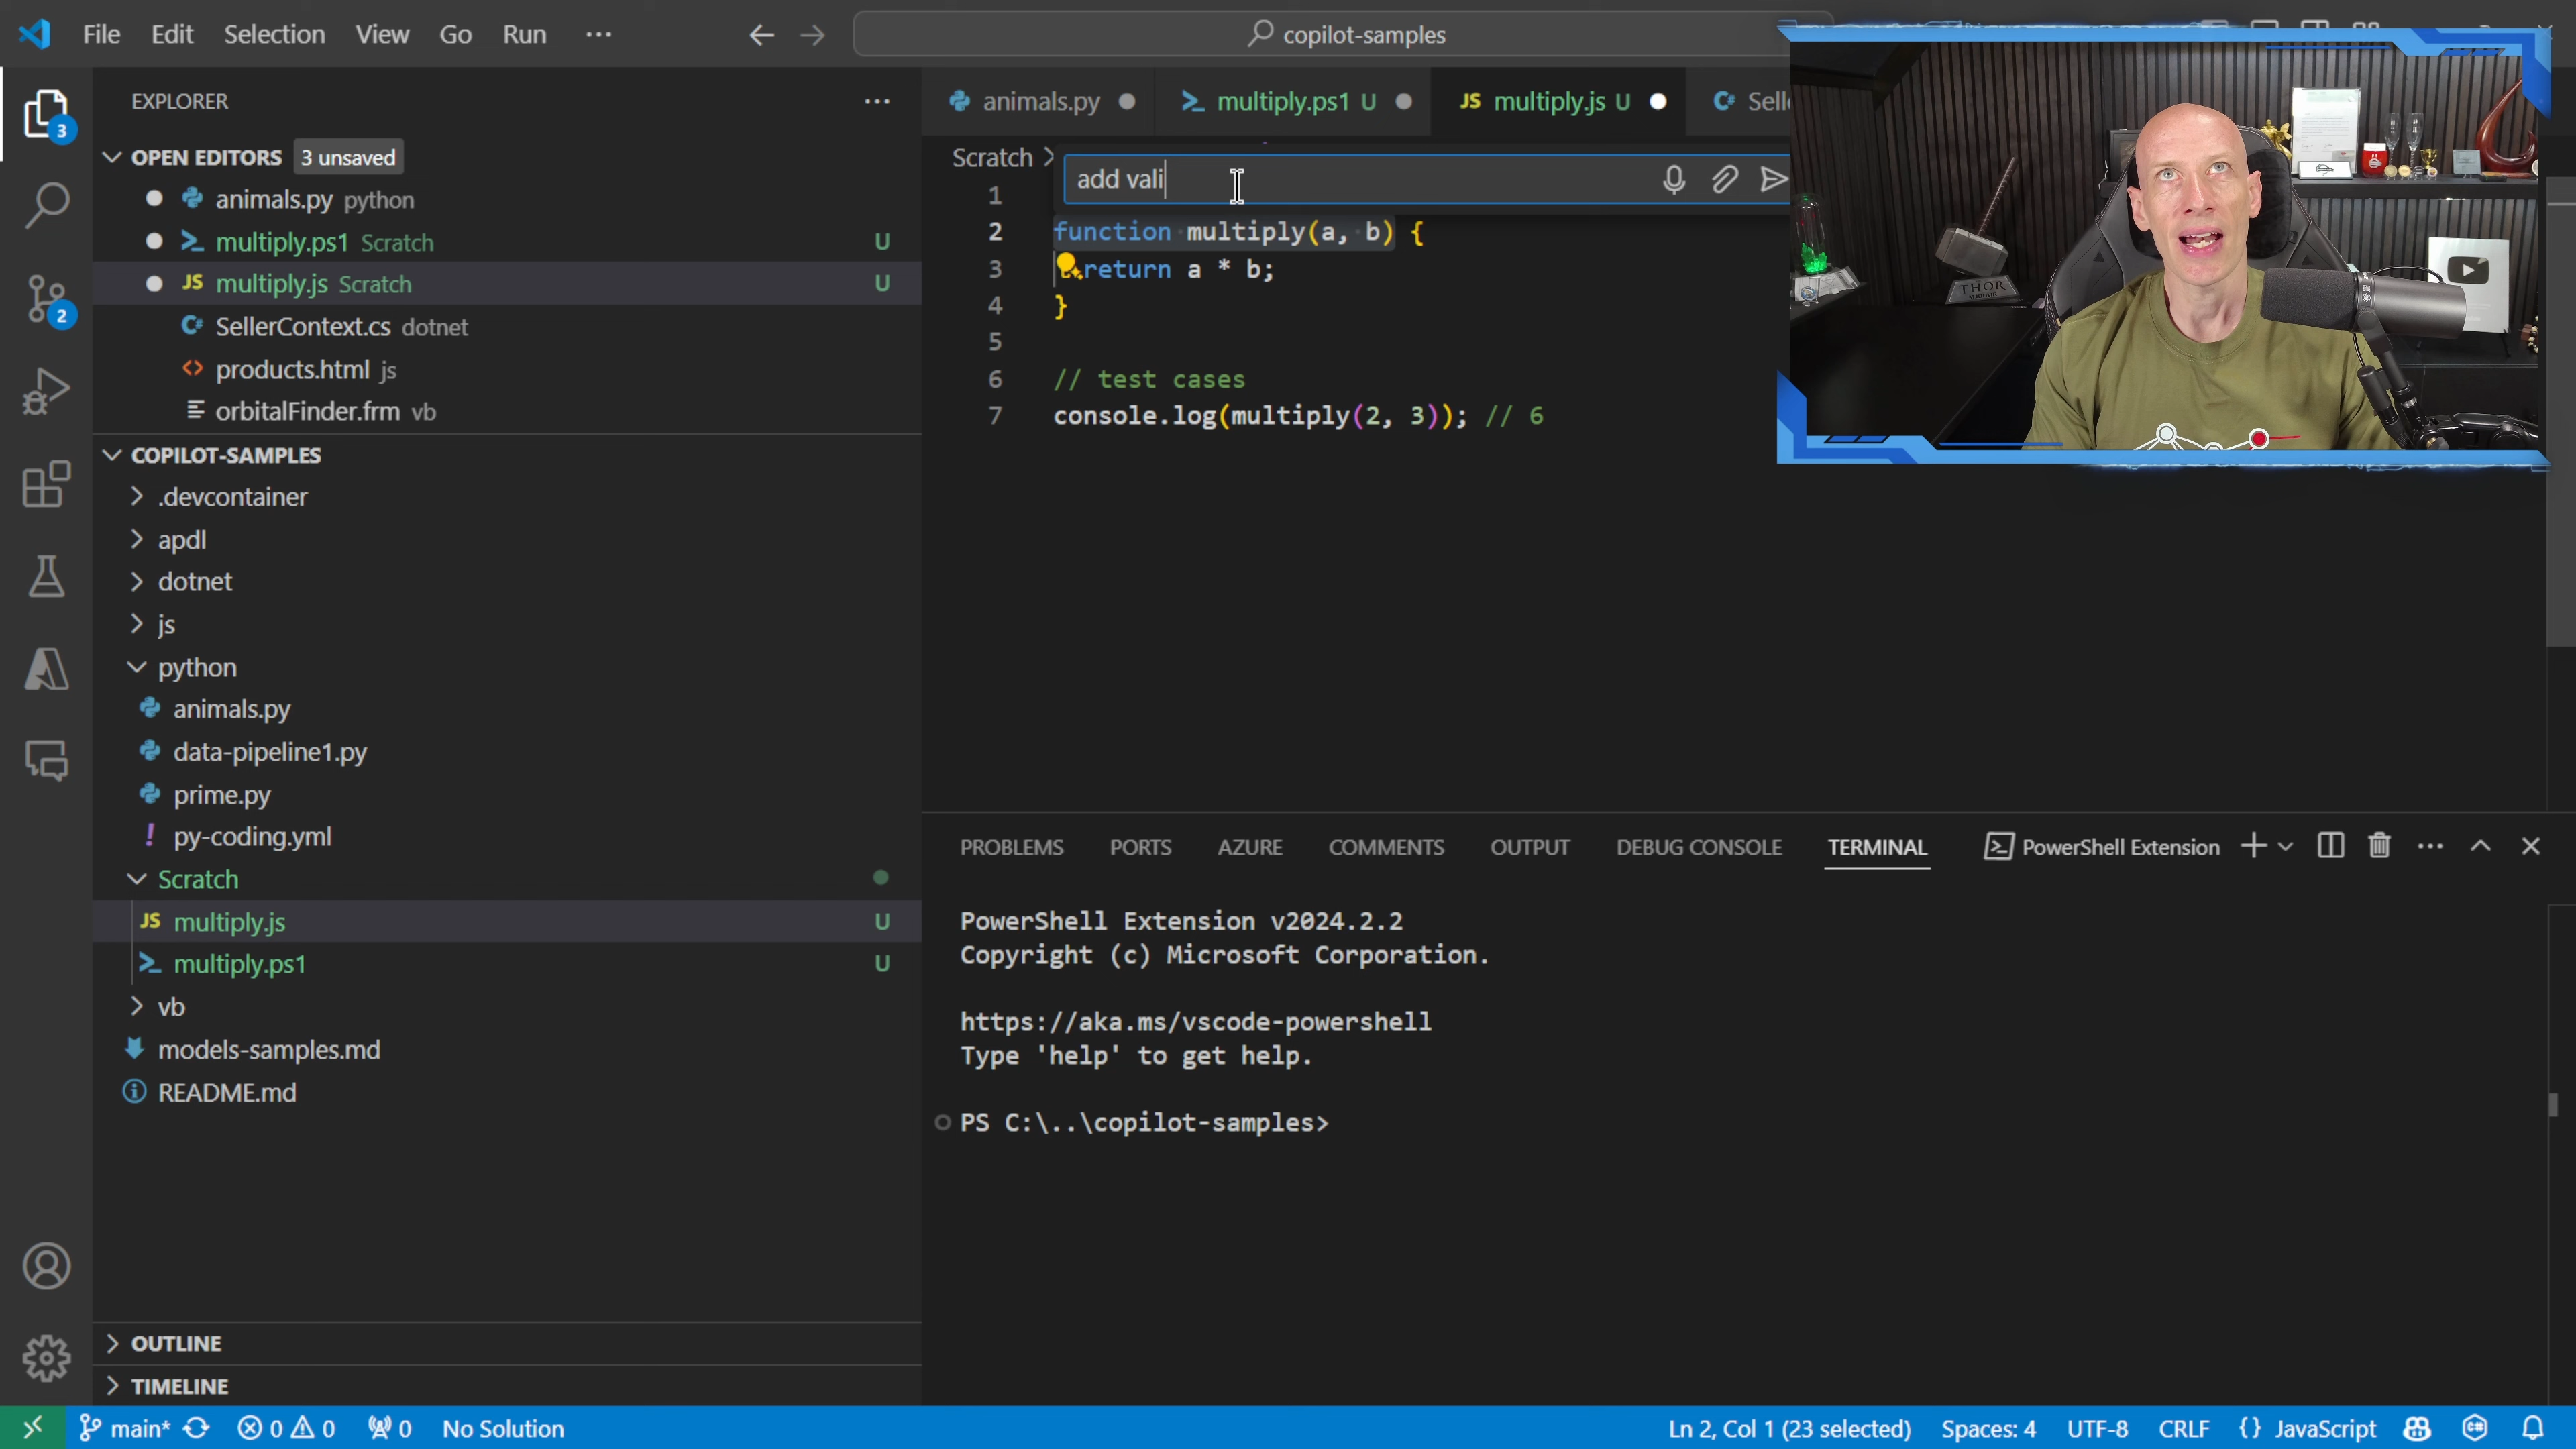 File Edit Selection View Go Run ···
copilot-samples
EXPLORER
OPEN EDITORS 3 unsaved
animals.py python
multiply.ps1 Scratch U
multiply.js Scratch U
SellerContext.cs dotnet
products.html js
orbitalFinder.frm vb
COPILOT-SAMPLES
.devcontainer
apdl
dotnet
js
python
animals.py
data-pipeline1.py
prime.py
! py-coding.yml
Scratch
JS multiply.js U
multiply.ps1 U
vb
models-samples.md
README.md
OUTLINE
TIMELINE
3
2
animals.py
multiply.ps1 U
JS multiply.js U
Scratch >
add vali
1
2 function multiply(a, b) {
3 return a * b;
4 }
5
6 // test cases
7 console.log(multiply(2, 3)); // 6
THOR
PROBLEMS PORTS AZURE COMMENTS OUTPUT DEBUG CONSOLE TERMINAL PowerShell Extension
PowerShell Extension v2024.2.2
Copyright (c) Microsoft Corporation.
https://aka.ms/vscode-powershell
Type 'help' to get help.
PS C:\..\copilot-samples>
main* 0 0 0 No Solution
Ln 2, Col 1 (23 selected) Spaces: 4 UTF-8 CRLF {} JavaScript